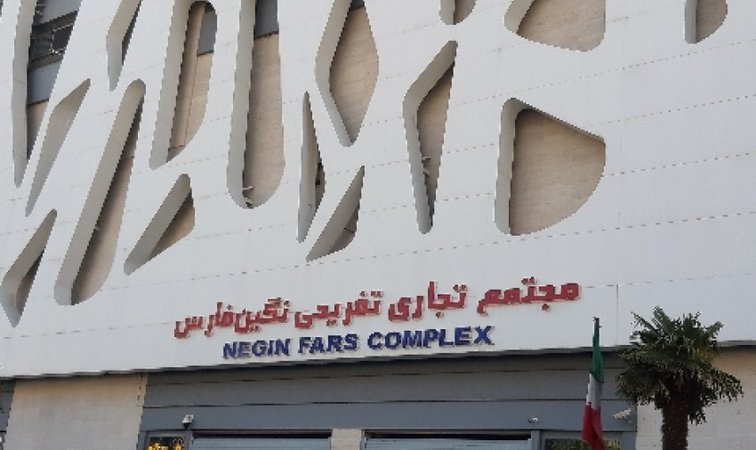 مجتمع تجاری تفریحی نگین فارس
NEGIN FARS COMPLEX